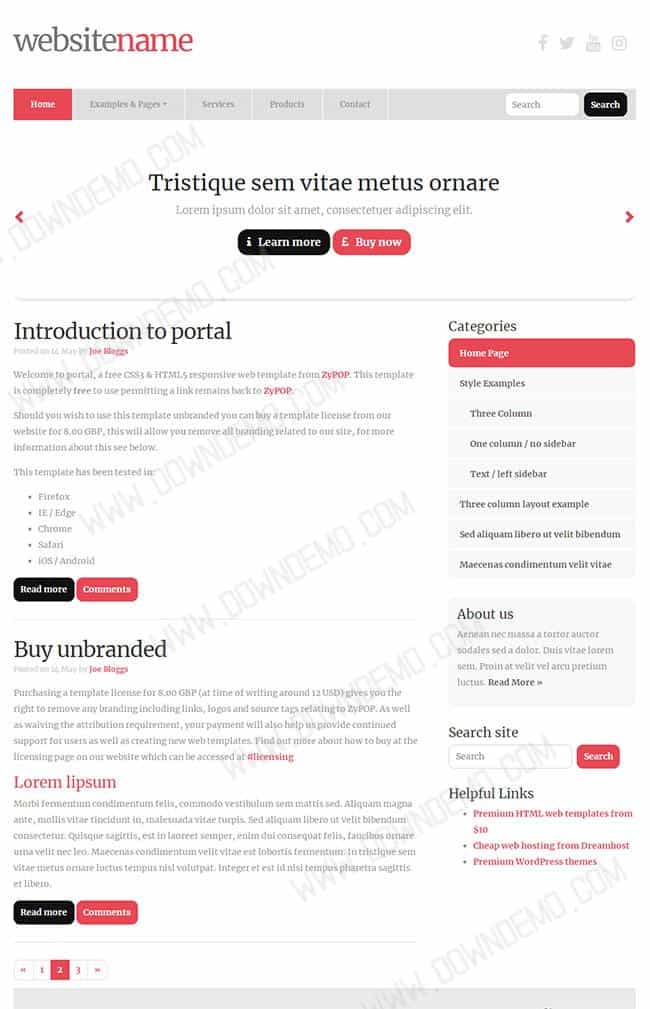 websitename
Home
Examples & Pages
Services
Products
Contact
Search
Search
Tristique sem vitae metus ornare
Lorem ipsum dolor sit amet, consectetuer adipiscing elit.
Learn more
£ Buy now
Introduction to portal
Posted on 14 May by Joe Bloggs
Welcome to portal, a free CSS3 & HTML5 responsive web template from ZyPOP. This template
is completely free to use permitting a link remains back to ZyPOP.
Should you wish to use this template unbranded you can buy a template license from our
website for 8.00 GBP, this will allow you remove all branding related to our site, for more
information about this see below.
This template has been tested in:
Firefox
IE / Edge
Chrome
Safari
iOS / Android
Read more
Comments
Buy unbranded
Posted on 14 May by Joe Bloggs
Purchasing a template license for 8.00 GBP (at time of writing around 12 USD) gives you the
right to remove any branding including links, logos and source tags relating to ZyPOP. As well
as waiving the attribution requirement, your payment will also help us provide continued
support for users as well as creating new web templates. Find out more about how to buy at the
licensing page on our website which can be accessed at #licensing
Lorem lipsum
Morbi fermentum condimentum felis, commodo vestibulum sem mattis sed. Aliquam magna
ante, mollis vitae tincidunt in, malesuada vitae turpis. Sed aliquam libero ut velit bibendum
consectetur. Quisque sagittis, est in laoreet semper, enim dui consequat felis, faucibus ornare
urna velit nec leo. Maecenas condimentum velit vitae est lobortis fermentum. In tristique sem
vitae metus ornare luctus tempus nisl volutpat. Integer et est id nisi tempus pharetra sagittis
et libero.
Read more
Comments
« 1 2 3 »
Categories
Home Page
Style Examples
Three Column
One column / no sidebar
Text / left sidebar
Three column layout example
Sed aliquam libero ut velit bibendum
Maecenas condimentum velit vitae
About us
Aenean nec massa a tortor auctor
sodales sed a dolor. Duis vitae lorem
sem. Proin at velit vel arcu pretium
luctus. Read More »
Search site
Search
Search
Helpful Links
Premium HTML web templates from
$10
Cheap web hosting from Dreamhost
Premium WordPress themes
WWW.DOWNDEMO.COM
WWW.DOWNDEMO.COM
WWW.DOWNDEMO.COM
WWW.DOWNDEMO.COM
WWW.DOWNDEMO.COM
WWW.DOWNDEMO.COM
WWW.DOWNDEMO.COM